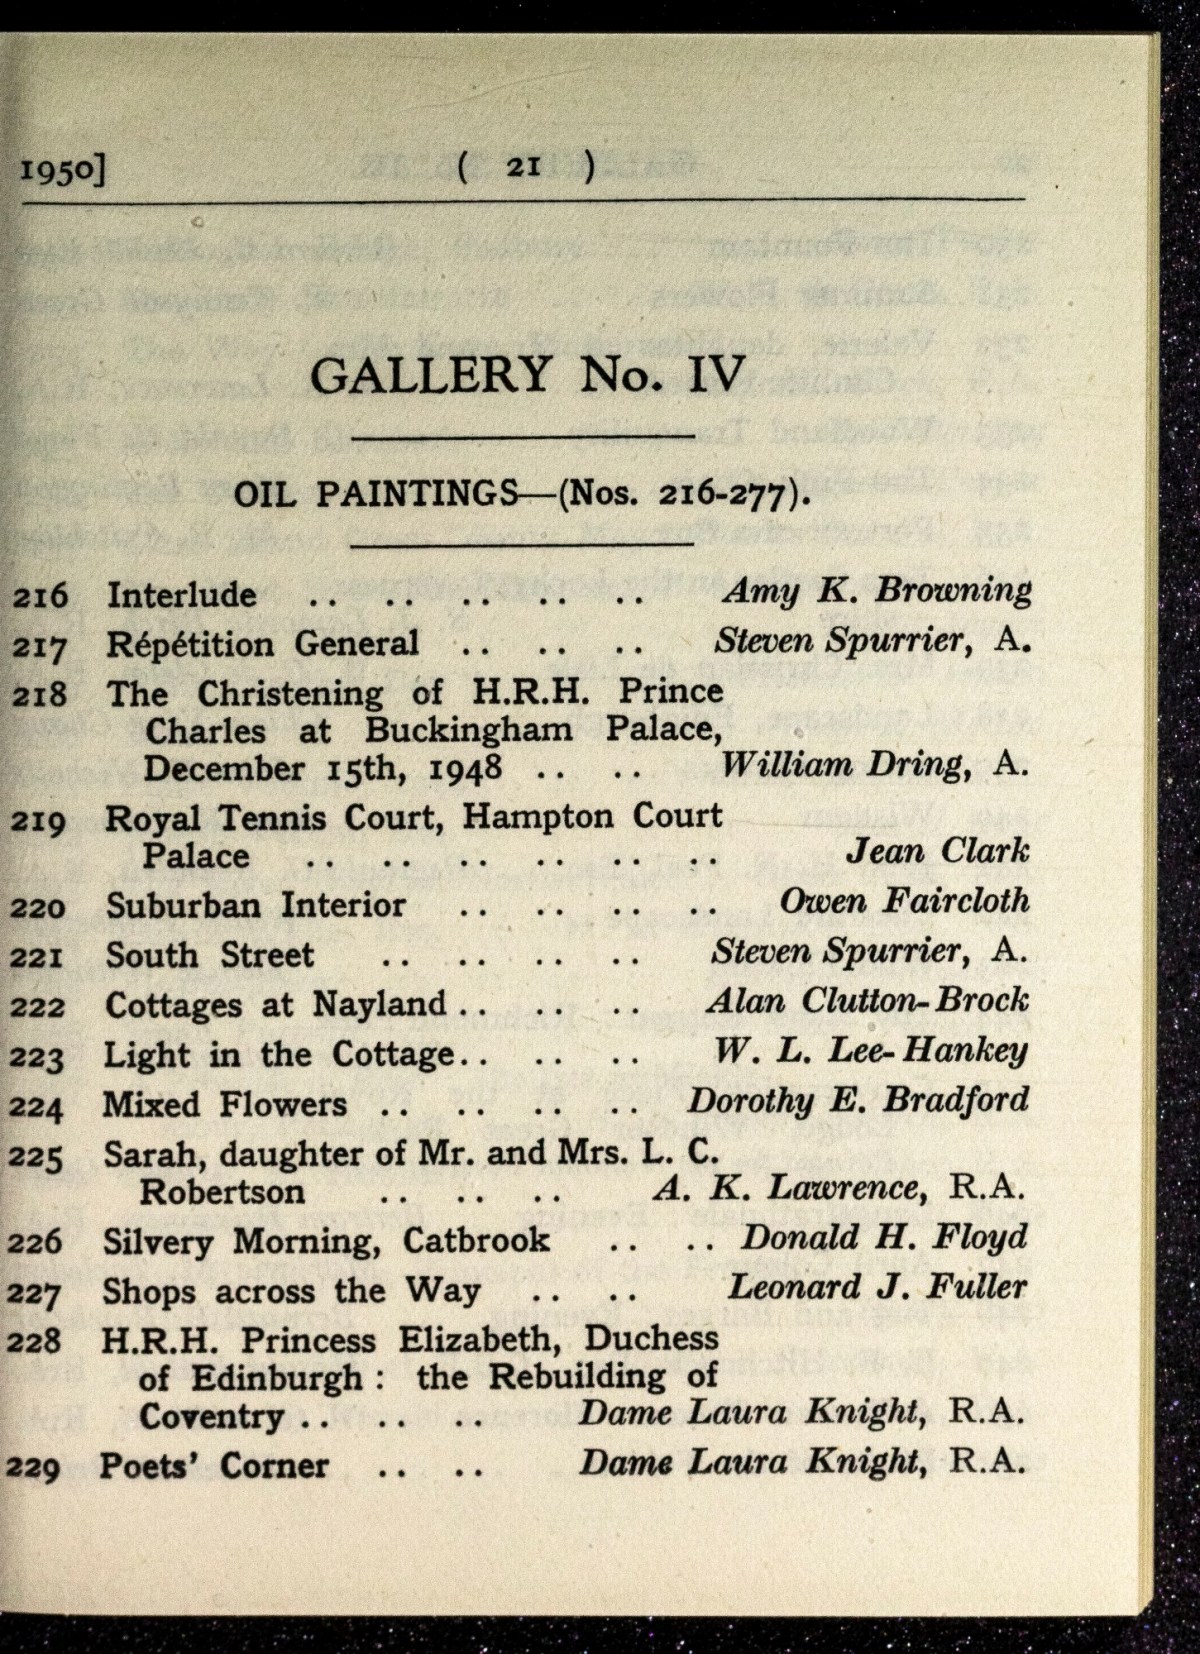 1950] ( 21 )
GALLERY No. IV
OIL PAINTINGS—(Nos. 216-277).
216 Interlude .. .. .. .. .. Amy K. Browning
217 Répétition General .. .. .. Steven Spurrier, A.
218 The Christening of H.R.H. Prince
Charles at Buckingham Palace,
December 15th, 1948 .. .. William Dring, A.
219 Royal Tennis Court, Hampton Court
Palace .. .. .. .. .. .. Jean Clark
220 Suburban Interior .. .. .. .. Owen Faircloth
221 South Street .. .. .. .. Steven Spurrier, A.
222 Cottages at Nayland .. .. .. Alan Clutton-Brock
223 Light in the Cottage .. .. .. W. L. Lee-Hankey
224 Mixed Flowers .. .. .. .. Dorothy E. Bradford
225 Sarah, daughter of Mr. and Mrs. L. C.
Robertson .. .. .. A. K. Lawrence, R.A.
226 Silvery Morning, Catbrook .. .. Donald H. Floyd
227 Shops across the Way .. .. Leonard J. Fuller
228 H.R.H. Princess Elizabeth, Duchess
of Edinburgh : the Rebuilding of
Coventry .. .. .. Dame Laura Knight, R.A.
229 Poets' Corner .. .. Dame Laura Knight, R.A.